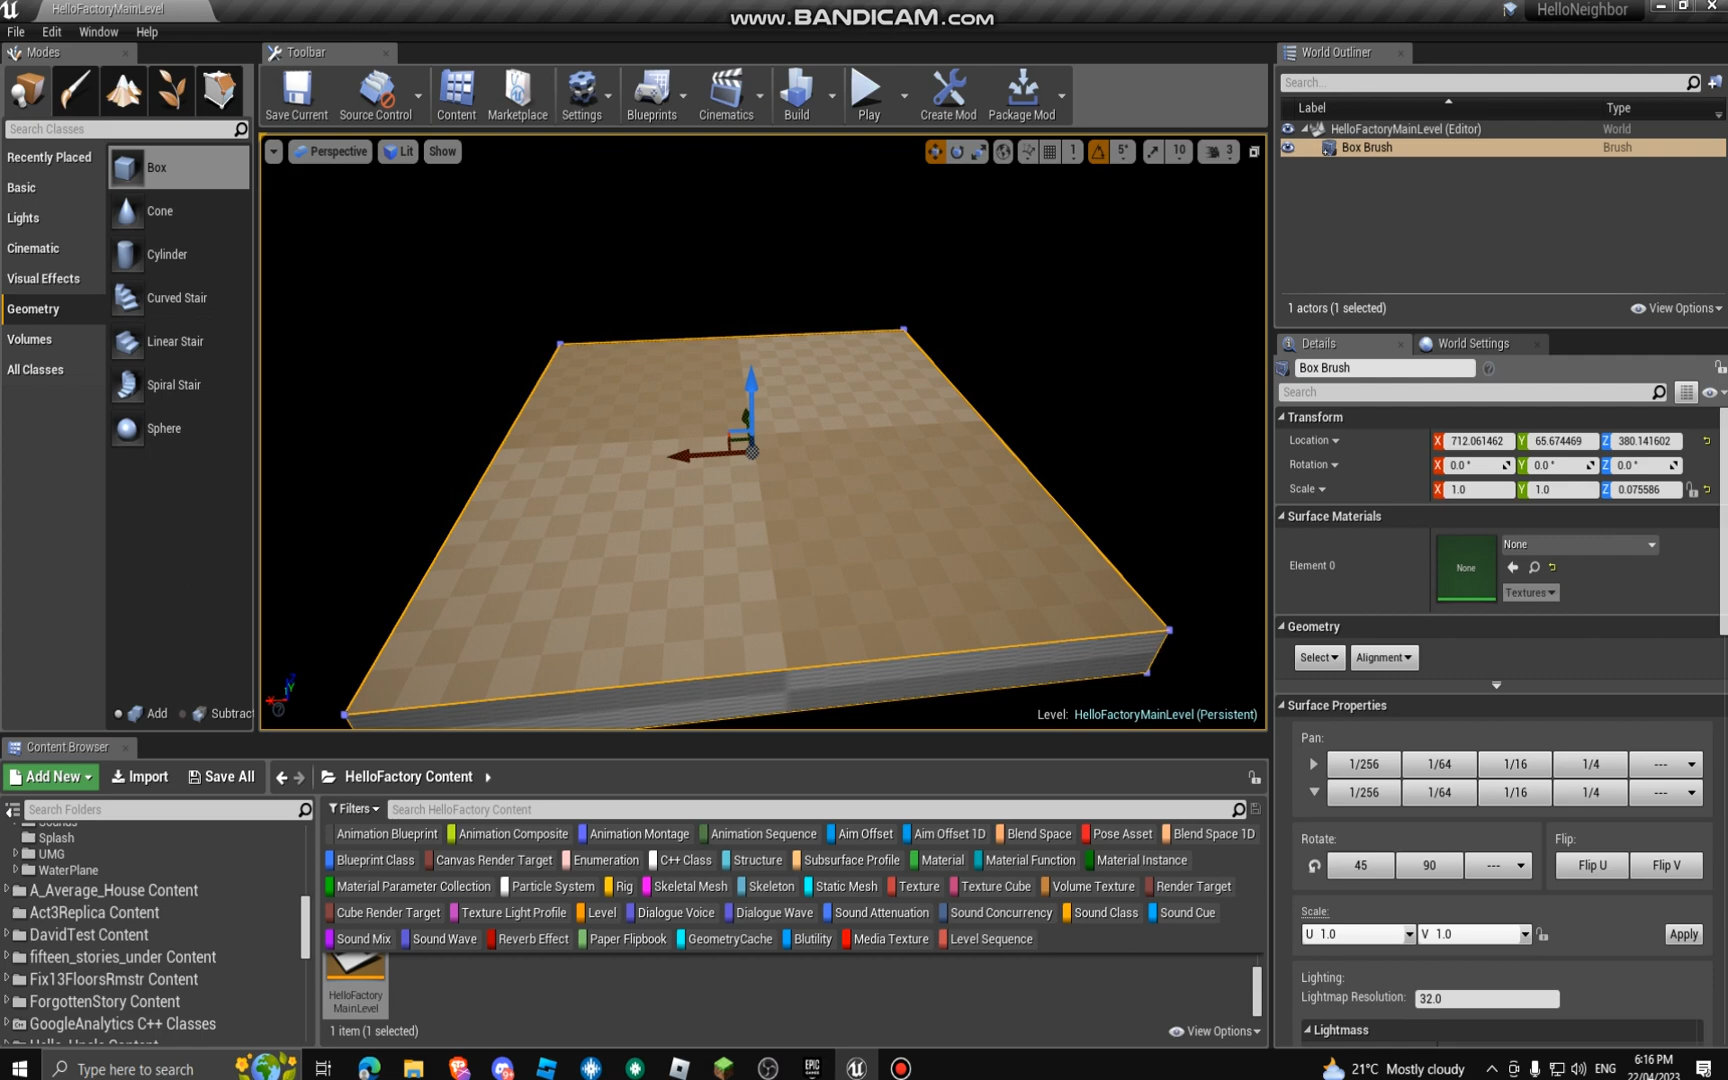 HelloFactoryMainLevel
www.BANDICAM.com
HelloNeighbor
File Edit Window Help
Modes
Toolbar
World Outliner
Save Current Source Control Content Marketplace Settings Blueprints Cinematics Build Play Create Mod Package Mod
Search...
Search Classes
Label Type
HelloFactoryMainLevel (Editor) World
Box Brush Brush
Recently Placed
Basic
Lights
Cinematic
Visual Effects
Geometry
Volumes
All Classes
Box
Cone
Cylinder
Curved Stair
Linear Stair
Spiral Stair
Sphere
Add Subtrac
Perspective Lit Show
1 5° 10 3
Level: HelloFactoryMainLevel (Persistent)
1 actors (1 selected) View Options
Details World Settings
Box Brush
Search
Transform
Location X 712.061462 Y 65.674469 Z 380.141602
Rotation X 0.0 ° Y 0.0 ° Z 0.0 °
Scale X 1.0 Y 1.0 Z 0.075586
Surface Materials
Element 0 None None
Textures
Geometry
Select Alignment
Surface Properties
Pan:
1/256 1/64 1/16 1/4 ---
1/256 1/64 1/16 1/4 ---
Rotate: Flip:
45 90 --- Flip U Flip V
Scale:
U 1.0 V 1.0 Apply
Lighting:
Lightmap Resolution: 32.0
Lightmass
Content Browser
Add New Import Save All HelloFactory Content
Search Folders
Filters Search HelloFactory Content
Splash
UMG
WaterPlane
A_Average_House Content
Act3Replica Content
DavidTest Content
fifteen_stories_under Content
Fix13FloorsRmstr Content
ForgottenStory Content
GoogleAnalytics C++ Classes
Animation Blueprint Animation Composite Animation Montage Animation Sequence Aim Offset Aim Offset 1D Blend Space Pose Asset Blend Space 1D
Blueprint Class Canvas Render Target Enumeration C++ Class Structure Subsurface Profile Material Material Function Material Instance
Material Parameter Collection Particle System Rig Skeletal Mesh Skeleton Static Mesh Texture Texture Cube Volume Texture Render Target
Cube Render Target Texture Light Profile Level Dialogue Voice Dialogue Wave Sound Attenuation Sound Concurrency Sound Class Sound Cue
Sound Mix Sound Wave Reverb Effect Paper Flipbook GeometryCache Blutility Media Texture Level Sequence
HelloFactory
MainLevel
1 item (1 selected) View Options
Type here to search
EPIC
21°C Mostly cloudy ENG
6:16 PM
22/04/2023